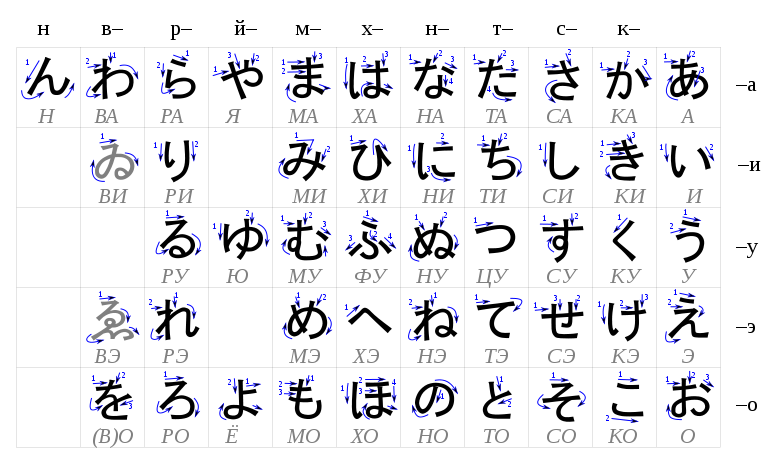 н в– р– й– м– х– н– т– с– к–
ん わ ら や ま は な た さ か あ –а
Н ВА РА Я МА ХА НА ТА СА КА А
ゐ り み ひ に ち し き い –и
ВИ РИ МИ ХИ НИ ТИ СИ КИ И
る ゆ む ふ ぬ つ す く う –у
РУ Ю МУ ФУ НУ ЦУ СУ КУ У
ゑ れ め へ ね て せ け え –э
ВЭ РЭ МЭ ХЭ НЭ ТЭ СЭ КЭ Э
を ろ よ も ほ の と そ こ お –о
(В)О РО Ё МО ХО НО ТО СО КО О